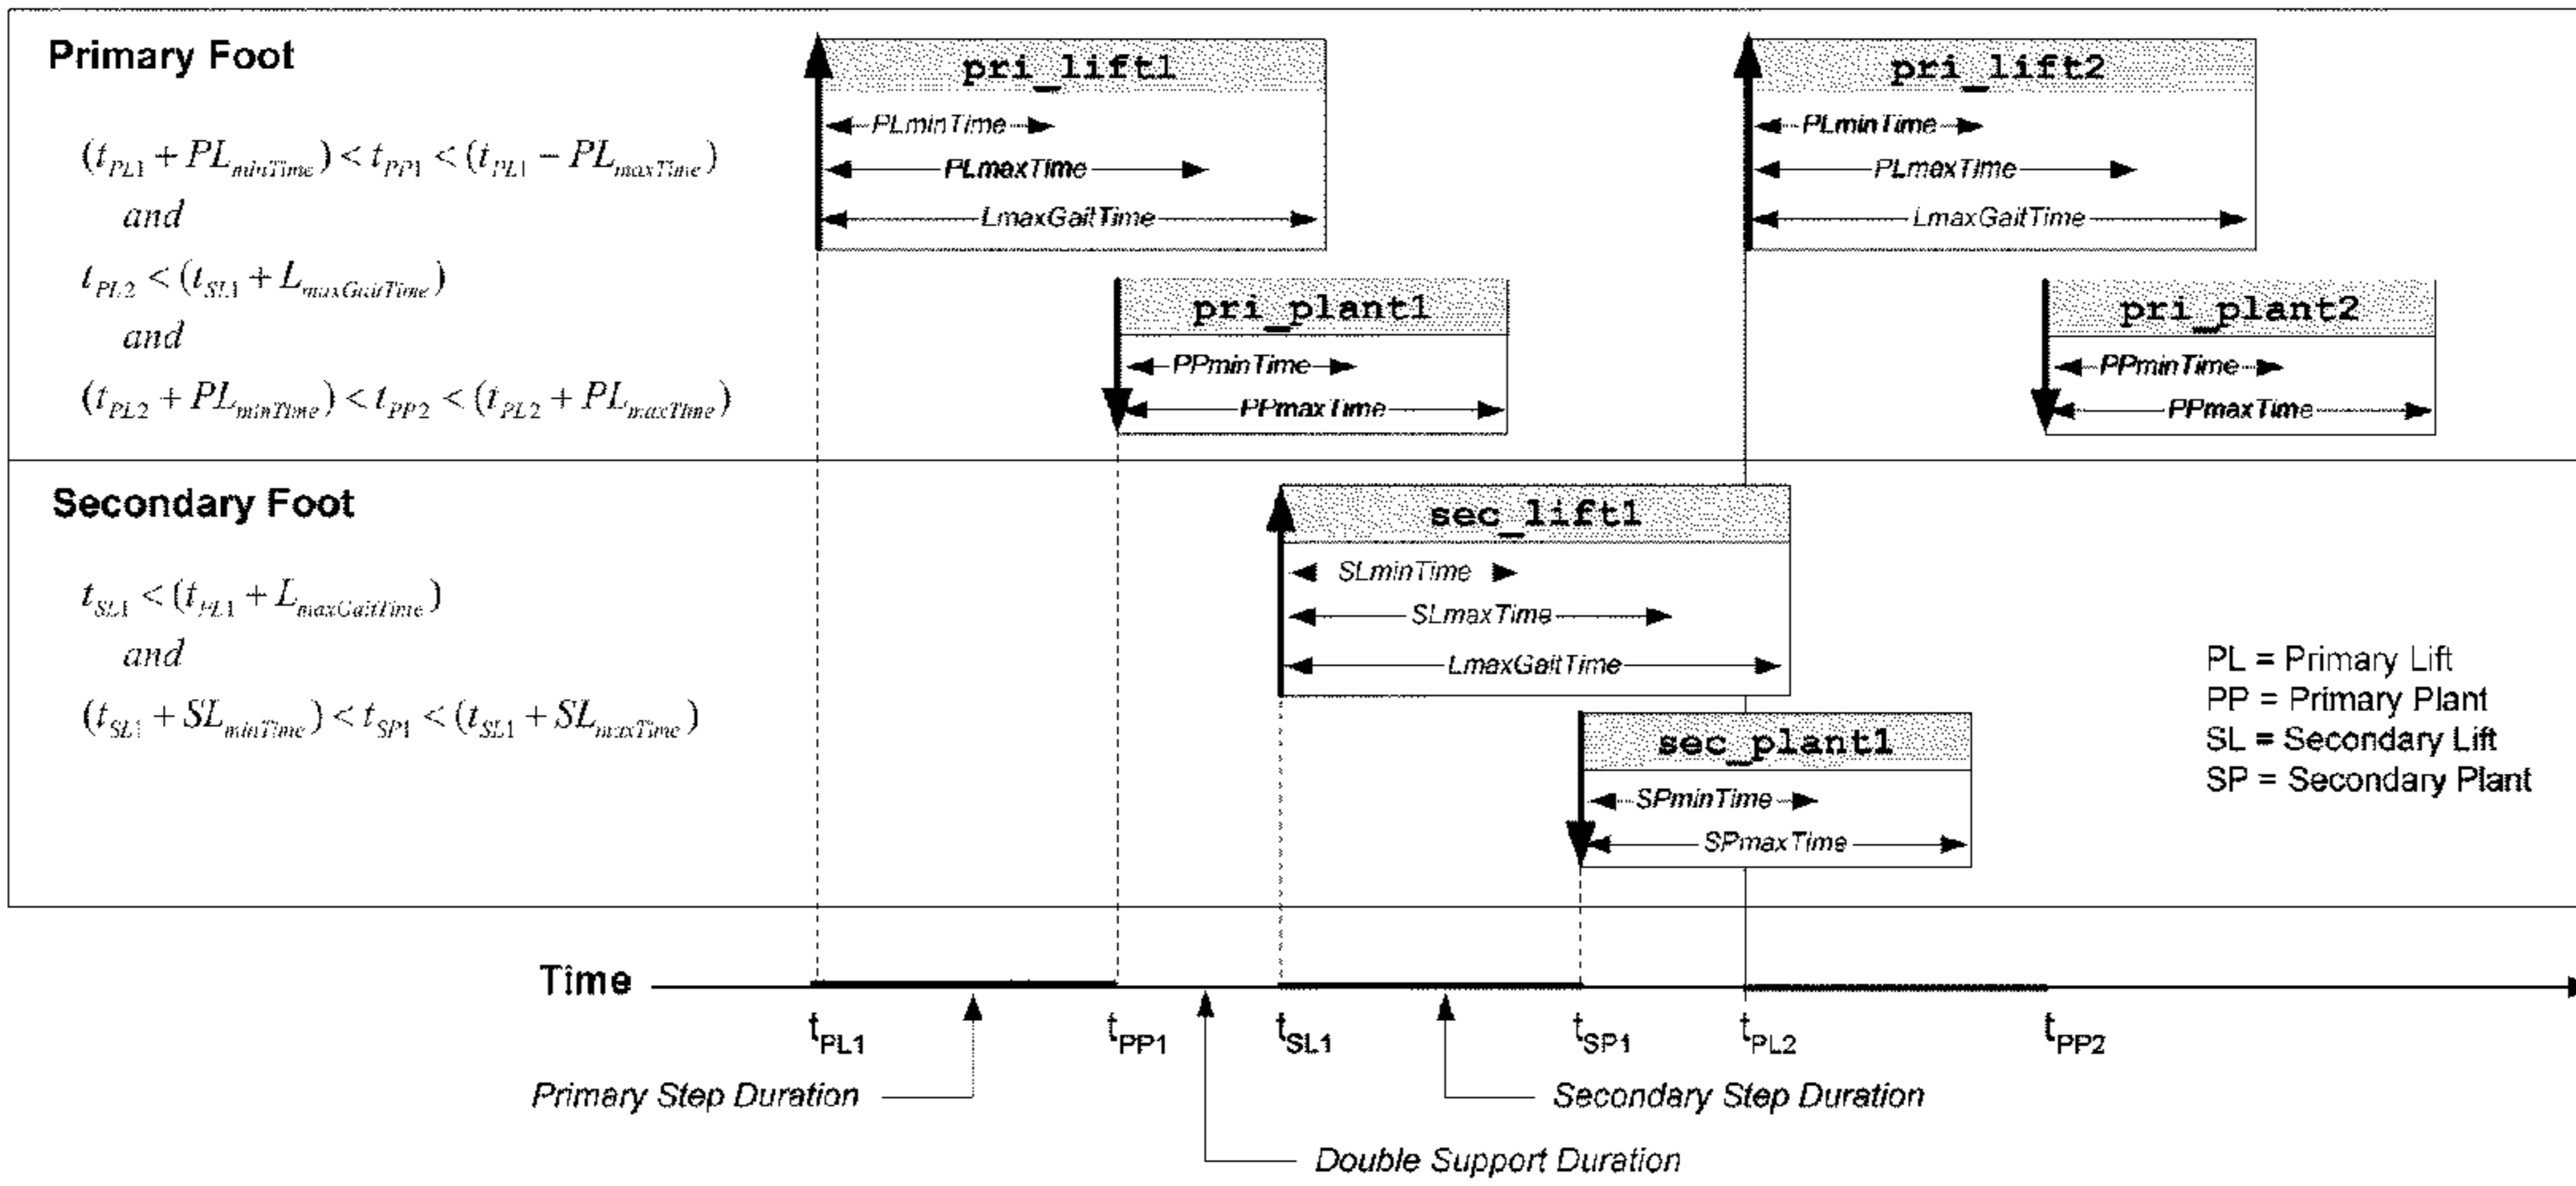 Primary Foot
(t_PL1 + PL_minTime) < t_PP1 < (t_PL1 − PL_maxTime)
and
t_PL2 < (t_SL1 + L_maxGaitTime)
and
(t_PL2 + PL_minTime) < t_PP2 < (t_PL2 + PL_maxTime)
pri_lift1
PLminTime
PLmaxTime
LmaxGaitTime
pri_plant1
PPminTime
PPmaxTime
pri_lift2
PLminTime
PLmaxTime
LmaxGaitTime
pri_plant2
PPminTime
PPmaxTime
Secondary Foot
t_SL1 < (t_PL1 + L_maxGaitTime)
and
(t_SL1 + SL_minTime) < t_SP1 < (t_SL1 + SL_maxTime)
sec_lift1
SLminTime
SLmaxTime
LmaxGaitTime
sec_plant1
SPminTime
SPmaxTime
PL = Primary Lift
PP = Primary Plant
SL = Secondary Lift
SP = Secondary Plant
Time
t_PL1 t_PP1 t_SL1 t_SP1 t_PL2 t_PP2
Primary Step Duration
Secondary Step Duration
Double Support Duration